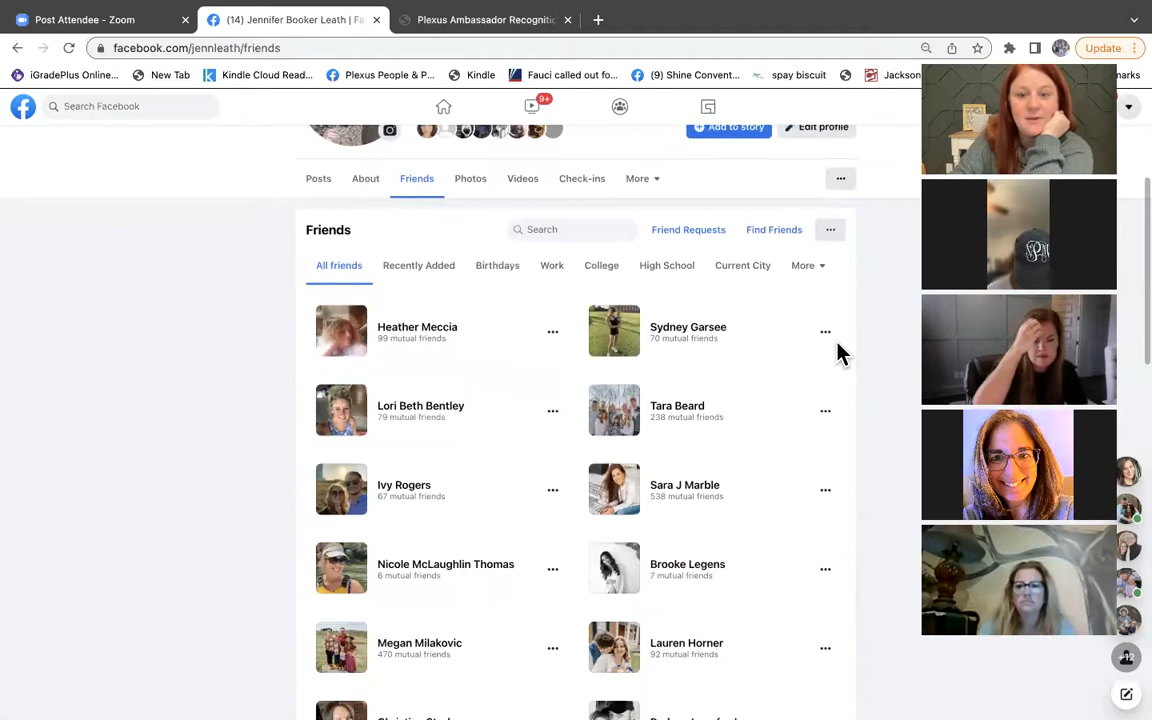 Post Attendee - Zoom
(14) Jennifer Booker Leath | Fa
Plexus Ambassador Recogniti
facebook.com/jennleath/friends
Update
iGradePlus Online...
New Tab
Kindle Cloud Read...
Plexus People & P...
Kindle
Fauci called out fo...
(9) Shine Convent...
spay biscuit
Jackson
marks
Search Facebook
9+
Add to story
Edit profile
Posts
About
Friends
Photos
Videos
Check-ins
More
Friends
Search
Friend Requests
Find Friends
All friends
Recently Added
Birthdays
Work
College
High School
Current City
More
Heather Meccia
99 mutual friends
Sydney Garsee
70 mutual friends
Lori Beth Bentley
79 mutual friends
Tara Beard
238 mutual friends
Ivy Rogers
67 mutual friends
Sara J Marble
538 mutual friends
Nicole McLaughlin Thomas
6 mutual friends
Brooke Legens
7 mutual friends
Megan Milakovic
470 mutual friends
Lauren Horner
92 mutual friends